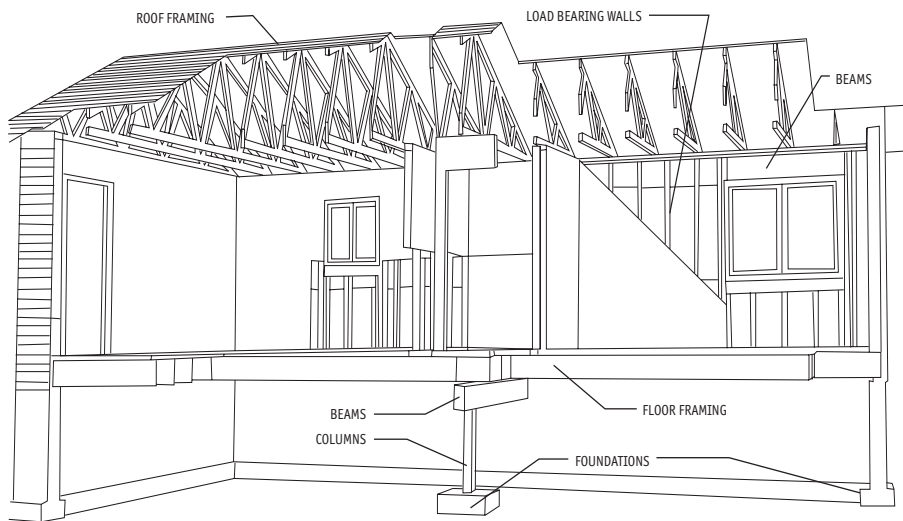 ROOF FRAMING
LOAD BEARING WALLS
BEAMS
BEAMS
FLOOR FRAMING
COLUMNS
FOUNDATIONS